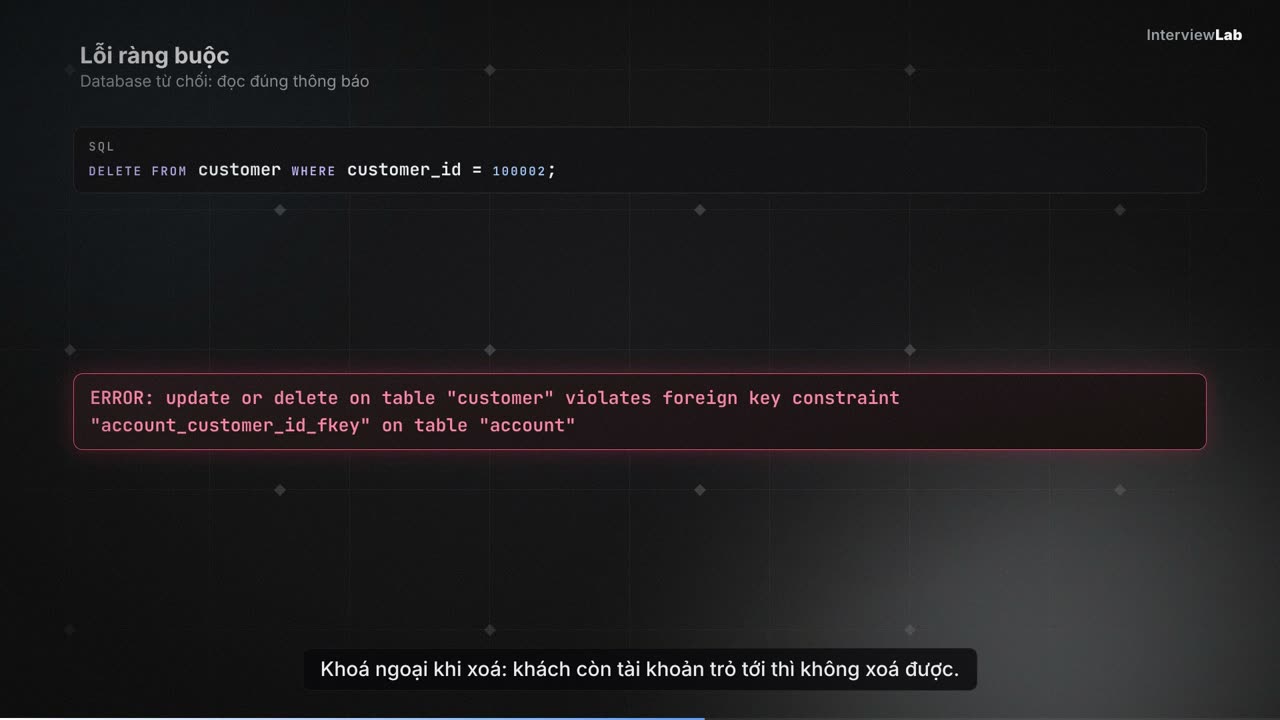 Lỗi ràng buộc
InterviewLab
Database từ chối: đọc đúng thông báo
SQL
DELETE FROM customer WHERE customer_id = 100002;
ERROR: update or delete on table "customer" violates foreign key constraint
"account_customer_id_fkey" on table "account"
Khoá ngoại khi xoá: khách còn tài khoản trỏ tới thì không xoá được.